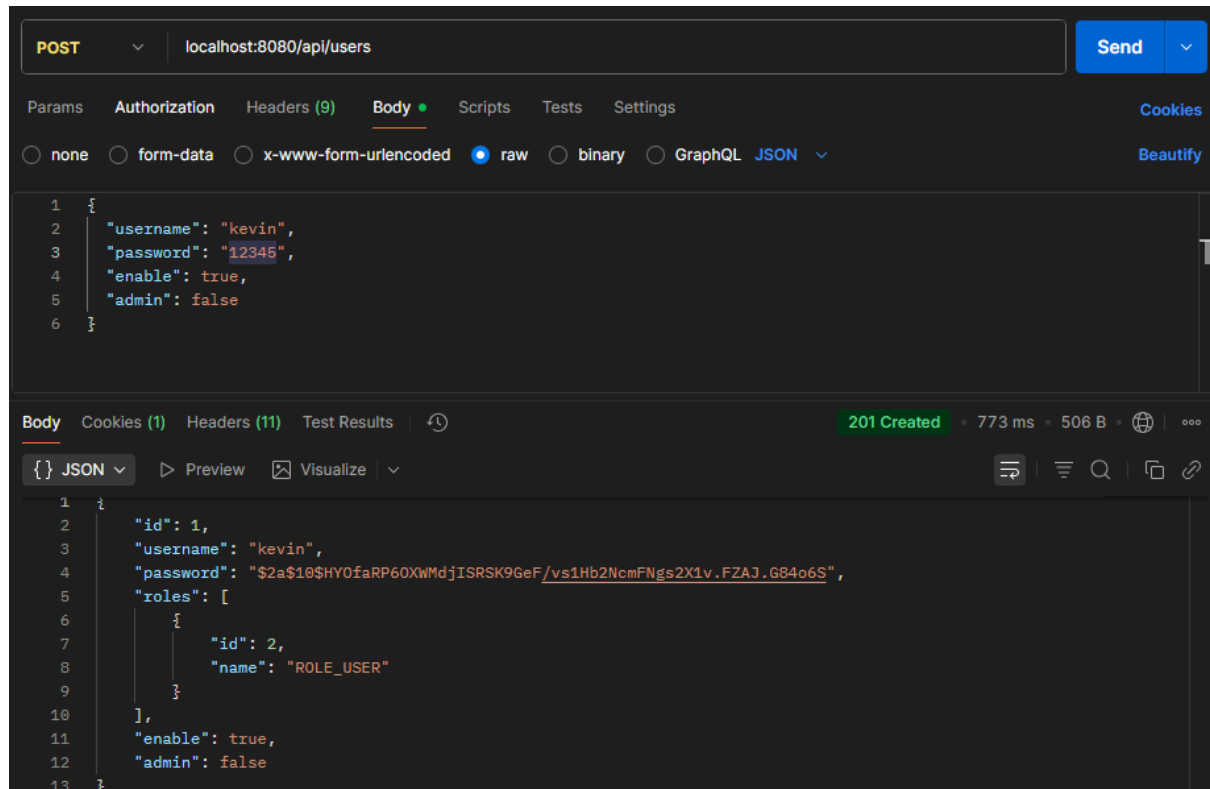 POST localhost:8080/api/users Send
Params Authorization Headers (9) Body Scripts Tests Settings Cookies
none form-data x-www-form-urlencoded raw binary GraphQL JSON Beautify
1 {
2 "username": "kevin",
3 "password": "12345",
4 "enable": true,
5 "admin": false
6 }
Body Cookies (1) Headers (11) Test Results 201 Created 773 ms 506 B
{} JSON Preview Visualize
1 {
2 "id": 1,
3 "username": "kevin",
4 "password": "$2a$10$HYOfaRP6OXWMdjISRSK9GeF/vs1Hb2NcmFNgs2X1v.FZAJ.G84o6S",
5 "roles": [
6 {
7 "id": 2,
8 "name": "ROLE_USER"
9 }
10 ],
11 "enable": true,
12 "admin": false
13 }